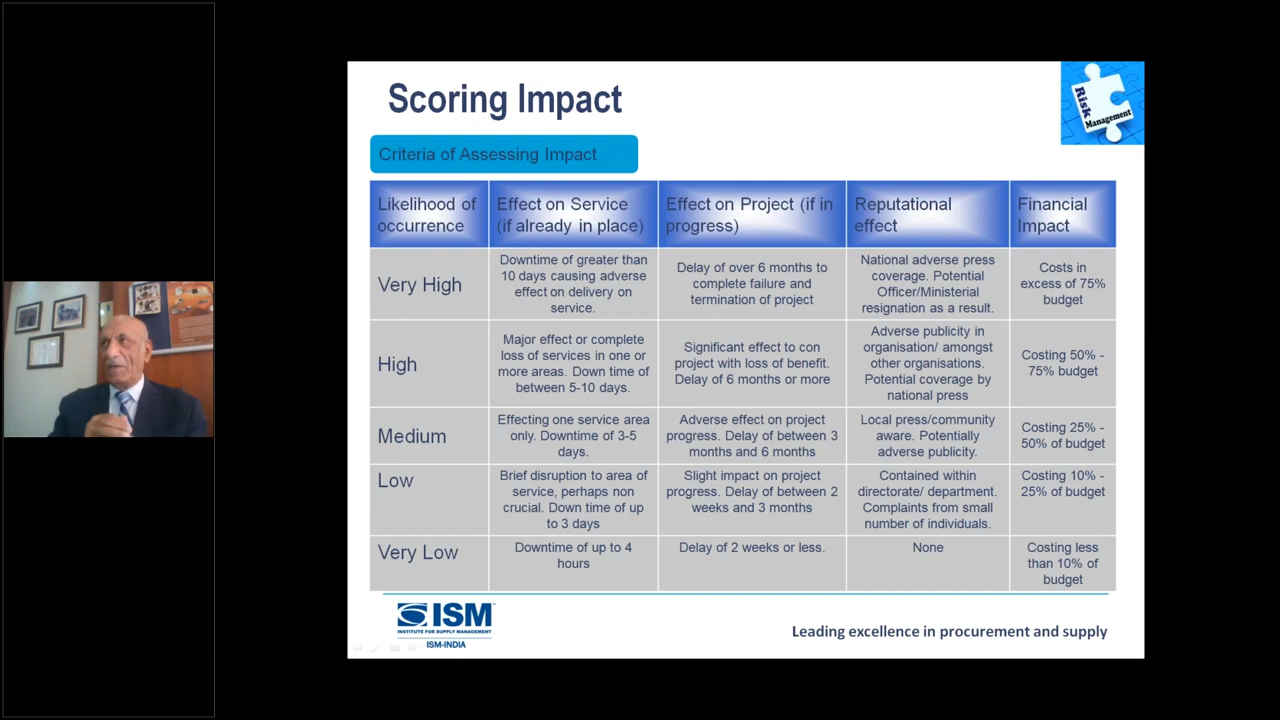 Scoring Impact
Risk
Management
Criteria of Assessing Impact
Likelihood of
occurrence
Effect on Service
(if already in place)
Effect on Project (if in
progress)
Reputational
effect
Financial
Impact
Very High
Downtime of greater than
10 days causing adverse
effect on delivery on
service.
Delay of over 6 months to
complete failure and
termination of project
National adverse press
coverage. Potential
Officer/Ministerial
resignation as a result.
Costs in
excess of 75%
budget
High
Major effect or complete
loss of services in one or
more areas. Down time of
between 5-10 days.
Significant effect to con
project with loss of benefit.
Delay of 6 months or more
Adverse publicity in
organisation/ amongst
other organisations.
Potential coverage by
national press
Costing 50% -
75% budget
Medium
Effecting one service area
only. Downtime of 3-5
days.
Adverse effect on project
progress. Delay of between 3
months and 6 months
Local press/community
aware. Potentially
adverse publicity.
Costing 25% -
50% of budget
Low
Brief disruption to area of
service, perhaps non
crucial. Down time of up
to 3 days
Slight impact on project
progress. Delay of between 2
weeks and 3 months
Contained within
directorate/ department.
Complaints from small
number of individuals.
Costing 10% -
25% of budget
Very Low
Downtime of up to 4
hours
Delay of 2 weeks or less.
None
Costing less
than 10% of
budget
ISM
INSTITUTE FOR SUPPLY MANAGEMENT
ISM-INDIA
Leading excellence in procurement and supply